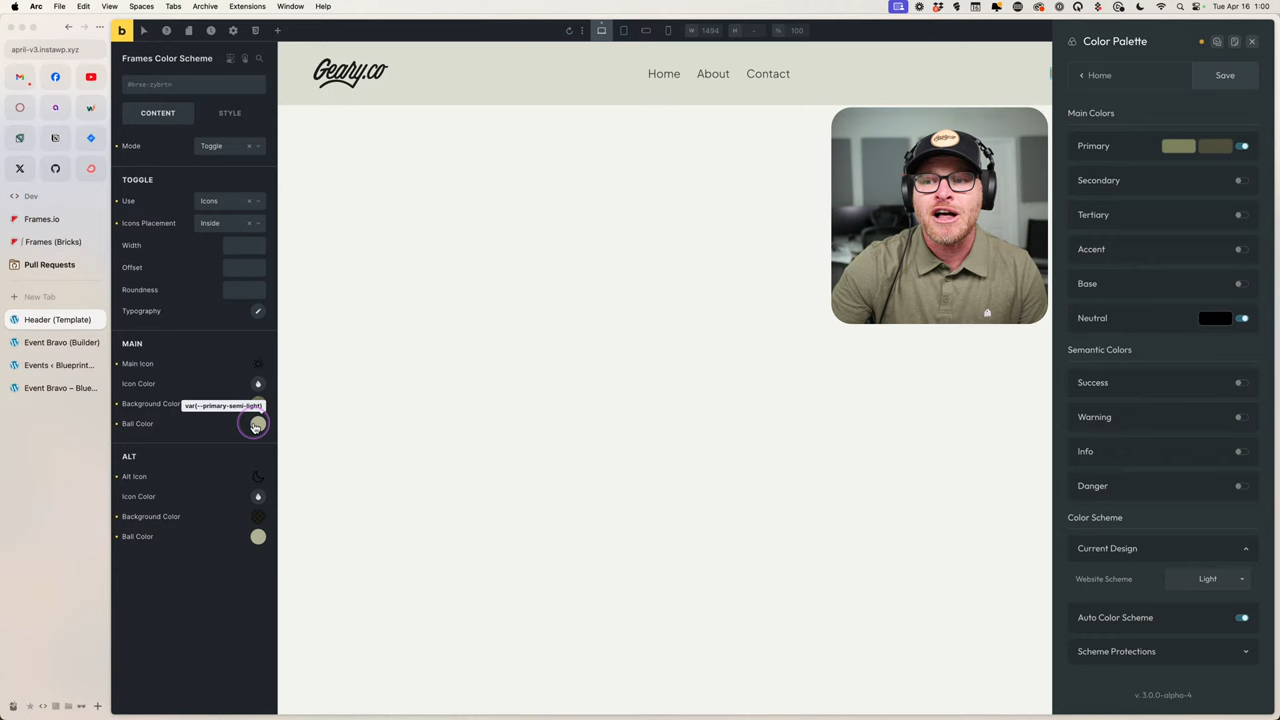 Arc File Edit View Spaces Tabs Archive Extensions Window Help
Tue Apr 16 1:00
april-v3.instawp.xyz
Dev
Frames.io
/ Frames (Bricks)
Pull Requests
New Tab
Header (Template)
Event Bravo (Builder)
Events ‹ Blueprint...
Event Bravo – Blue...
b
W 1494 H - % 100
Frames Color Scheme
#brxe-zybrtn
CONTENT STYLE
Mode Toggle
TOGGLE
Use Icons
Icons Placement Inside
Width
Offset
Roundness
Typography
MAIN
Main Icon
Icon Color
Background Color
var(--primary-semi-light)
Ball Color
ALT
Alt Icon
Icon Color
Background Color
Ball Color
Geary.co
Home About Contact
Color Palette
Home Save
Main Colors
Primary
Secondary
Tertiary
Accent
Base
Neutral
Semantic Colors
Success
Warning
Info
Danger
Color Scheme
Current Design
Website Scheme Light
Auto Color Scheme
Scheme Protections
v. 3.0.0-alpha-4